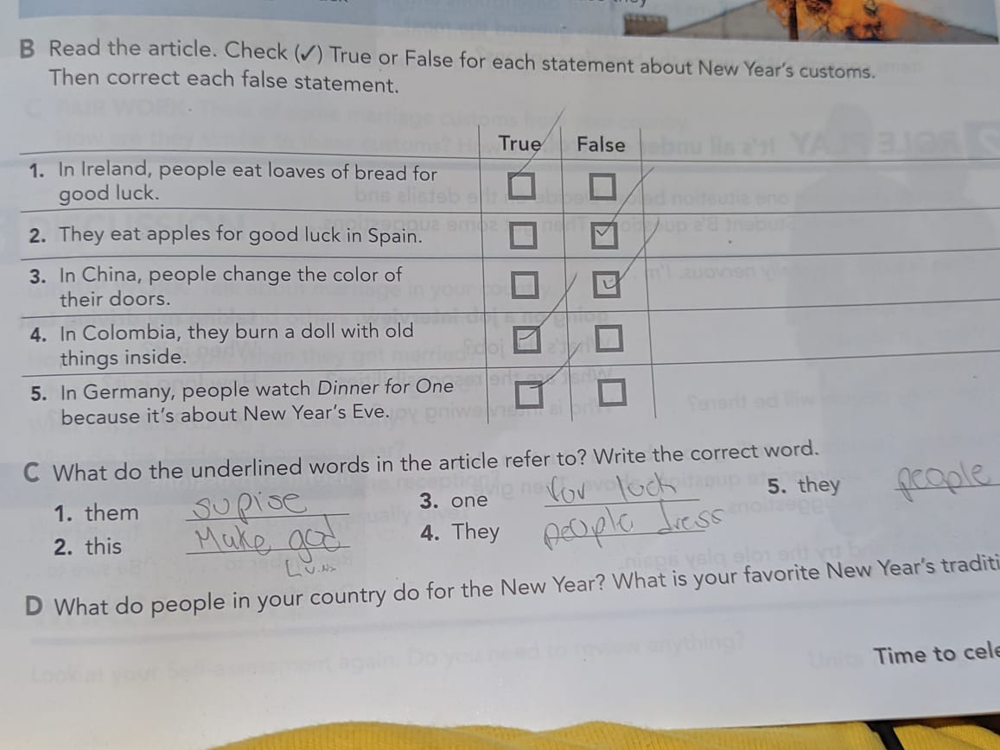 B Read the article. Check (✓) True or False for each statement about New Year's customs.
Then correct each false statement.
True False
1. In Ireland, people eat loaves of bread for
good luck.
2. They eat apples for good luck in Spain.
3. In China, people change the color of
their doors.
4. In Colombia, they burn a doll with old
things inside.
5. In Germany, people watch Dinner for One
because it's about New Year's Eve.
C What do the underlined words in the article refer to? Write the correct word.
1. them supise 3. one for lock 5. they people
2. this Make god 4. They people dress
D What do people in your country do for the New Year? What is your favorite New Year's traditi
Time to cele